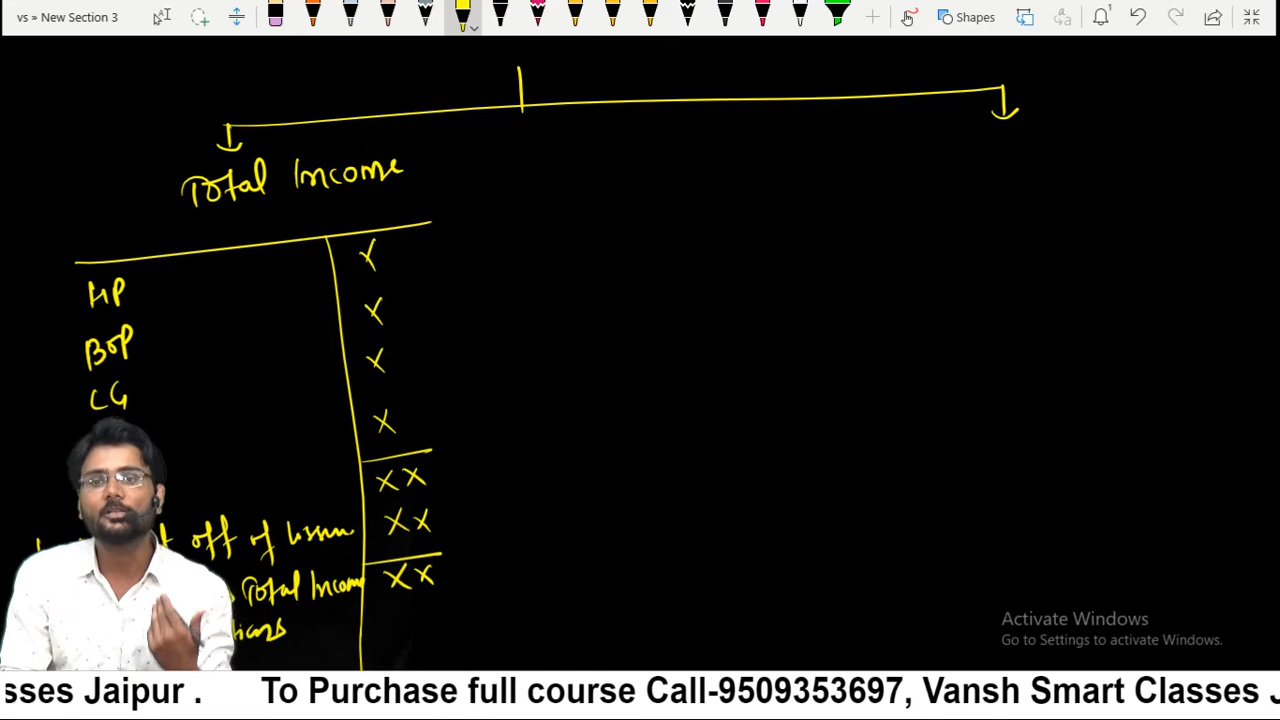 vs » New Section 3
Shapes
Total Income
HP
BOP
CG
X
X
X
X
XX
off of losses XX
Total Income XX
Activate Windows
Go to Settings to activate Windows.
sses Jaipur . To Purchase full course Call-9509353697, Vansh Smart Classes J